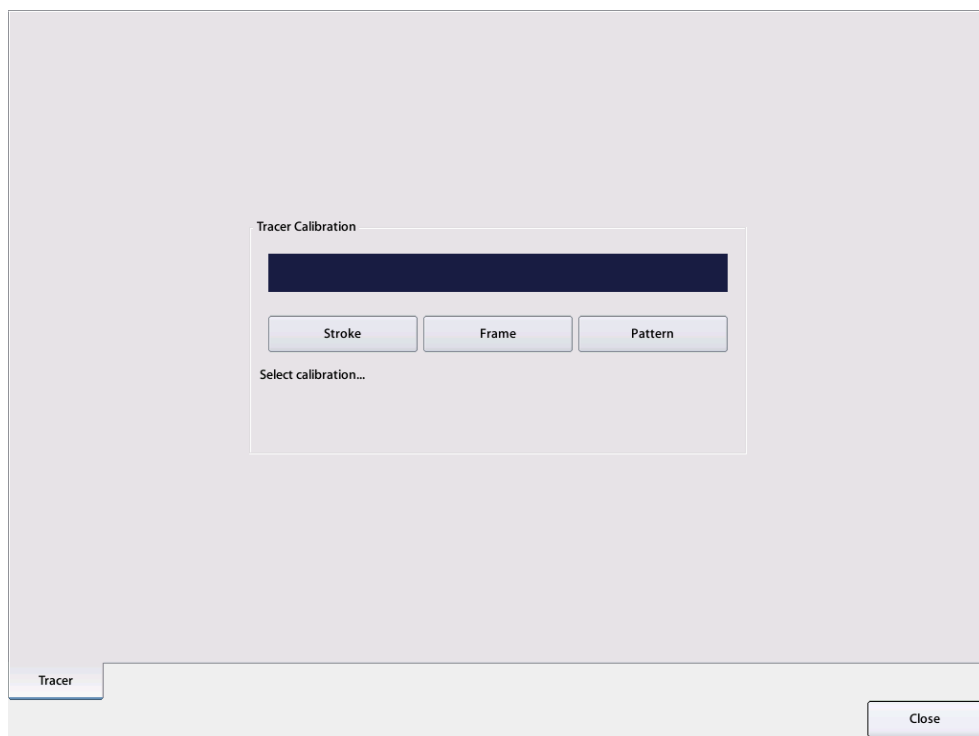 Tracer Calibration
Stroke Frame Pattern
Select calibration...
Tracer
Close